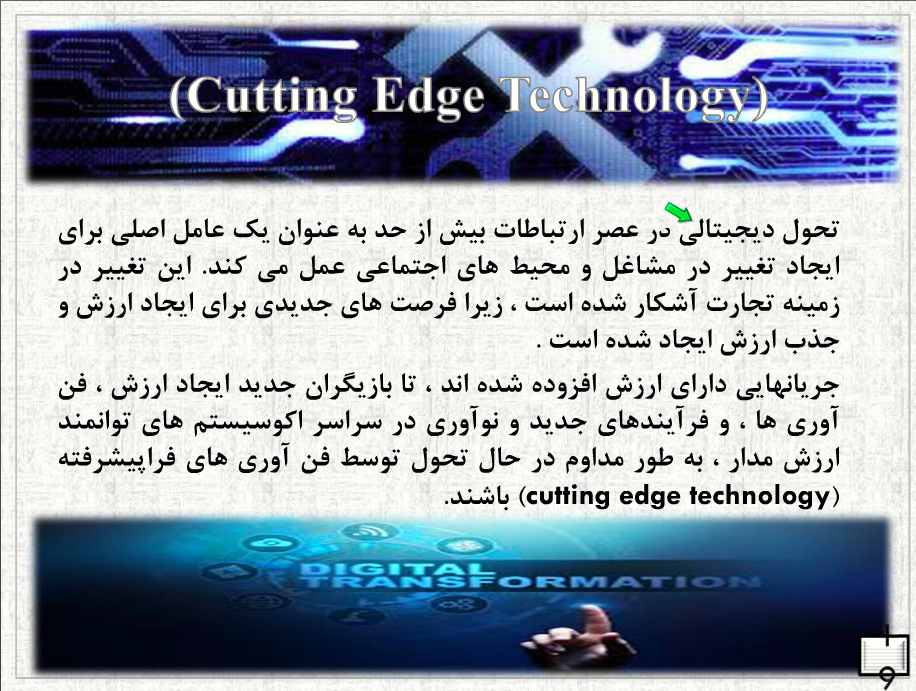 (Cutting Edge Technology)
تحول دیجیتالی در عصر ارتباطات بیش از حد به عنوان یک عامل اصلی برای
ایجاد تغییر در مشاغل و محیط های اجتماعی عمل می کند. این تغییر در
زمینه تجارت آشکار شده است ، زیرا فرصت های جدیدی برای ایجاد ارزش و
جذب ارزش ایجاد شده است .
جریانهایی دارای ارزش افزوده شده اند ، تا بازیگران جدید ایجاد ارزش ، فن
آوری ها ، و فرآیندهای جدید و نوآوری در سراسر اکوسیستم های توانمند
ارزش مدار ، به طور مداوم در حال تحول توسط فن آوری های فراپیشرفته
(cutting edge technology) باشند.
DIGITAL
TRANSFORMATION
۱
۹